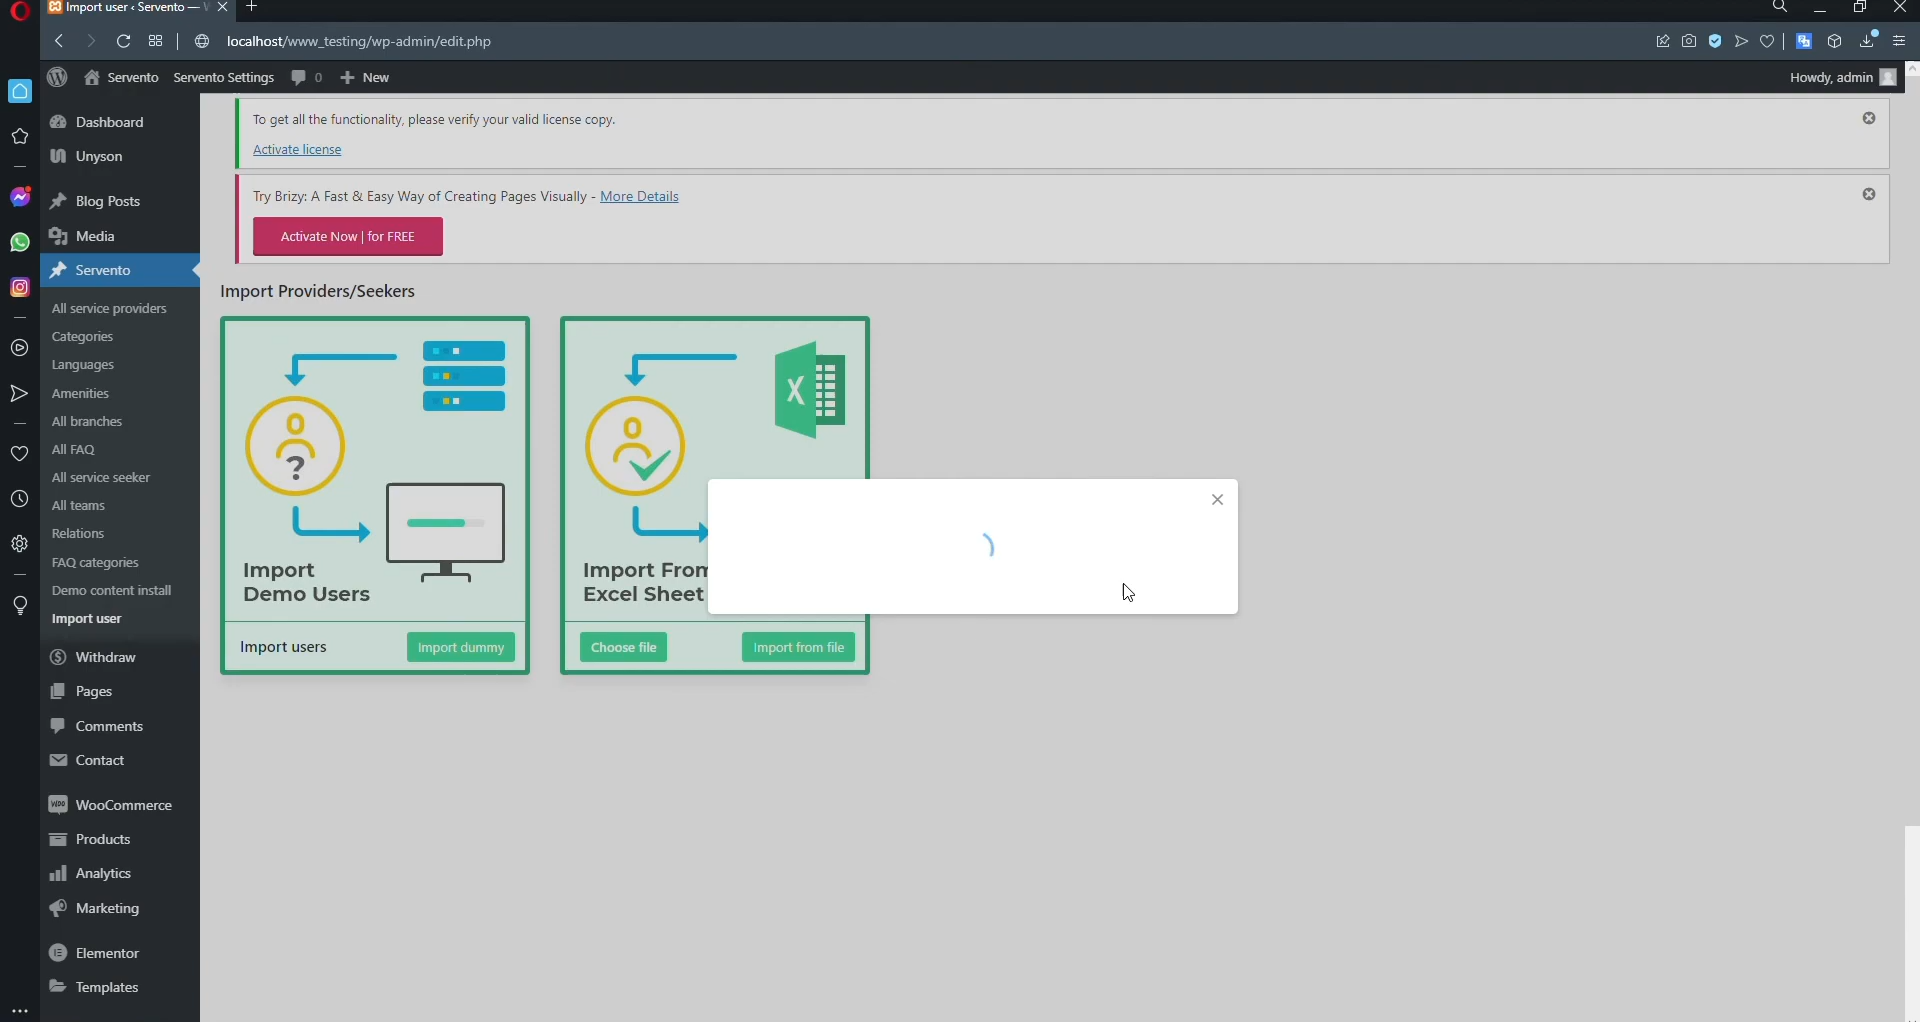 Import user ‹ Servento — W
localhost/www_testing/wp-admin/edit.php
Servento
Servento Settings
0
New
Howdy, admin
Dashboard
Unyson
Blog Posts
Media
Servento
All service providers
Categories
Languages
Amenities
All branches
All FAQ
All service seeker
All teams
Relations
FAQ categories
Demo content install
Import user
Withdraw
Pages
Comments
Contact
WooCommerce
Products
Analytics
Marketing
Elementor
Templates
To get all the functionality, please verify your valid license copy.
Activate license
Try Brizy: A Fast & Easy Way of Creating Pages Visually - More Details
Activate Now | for FREE
Import Providers/Seekers
?
Import
Demo Users
Import users
Import dummy
X
Import From
Excel Sheet
Choose file
Import from file